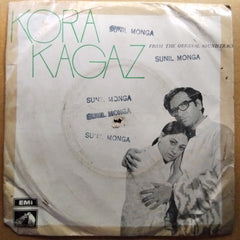 KORA
KAGAZ
SUNIL MONGA
FROM THE ORIGINAL SOUNDTRACK
SUNIL MONGA
SUNIL MONGA
SUNIL MONGA
SUNIL MONGA
EMI